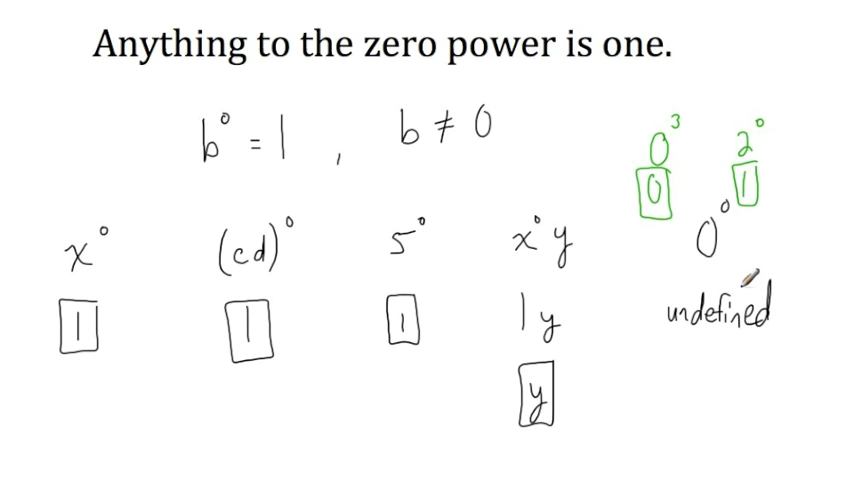 Anything to the zero power is one.
b⁰ = 1 , b ≠ 0
0³ 2⁰
0 1
x⁰ (cd)⁰ 5⁰ x⁰y 0⁰
1 1 1 1y undefined
y